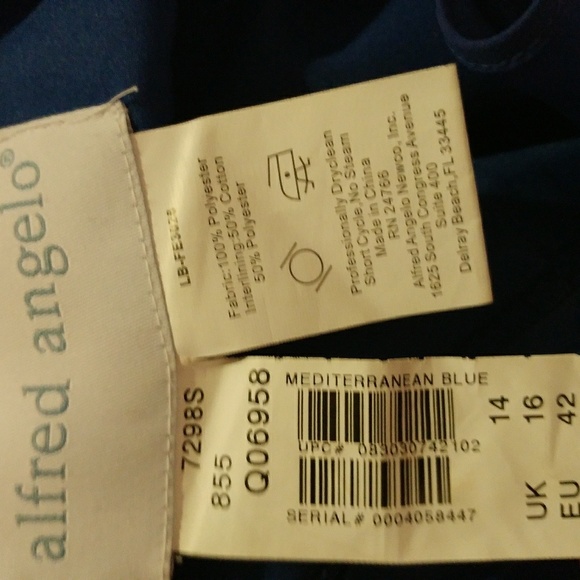 alfred angelo®
LB-FE3028
Fabric:100% Polyester
Interlining:50% Cotton
50% Polyester
Professionally Dryclean
Short Cycle, No Steam
Made in China
RN 24766
Alfred Angelo Newco, Inc.
1625 South Congress Avenue
Suite 400
Delray Beach,FL 33445
7298S
855
Q06958
MEDITERRANEAN BLUE
UPC# 083030742102
SERIAL# 0004058447
14
UK 16
EU 42